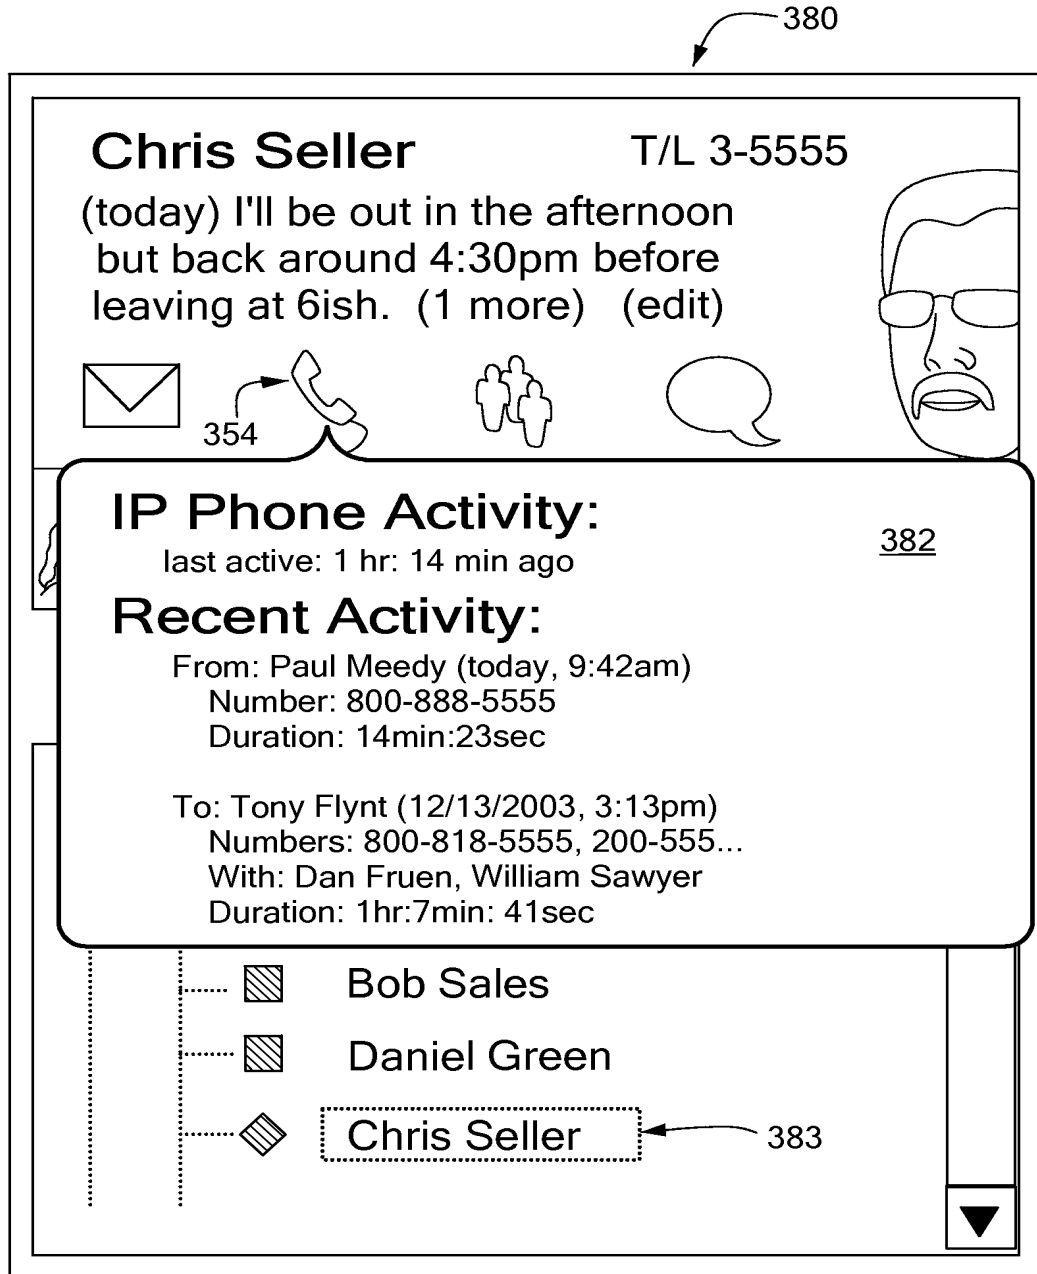 380
Chris Seller T/L 3-5555
(today) I'll be out in the afternoon
but back around 4:30pm before
leaving at 6ish. (1 more) (edit)
354
IP Phone Activity:
382
last active: 1 hr: 14 min ago
Recent Activity:
From: Paul Meedy (today, 9:42am)
Number: 800-888-5555
Duration: 14min:23sec
To: Tony Flynt (12/13/2003, 3:13pm)
Numbers: 800-818-5555, 200-555...
With: Dan Fruen, William Sawyer
Duration: 1hr:7min: 41sec
Bob Sales
Daniel Green
Chris Seller 383